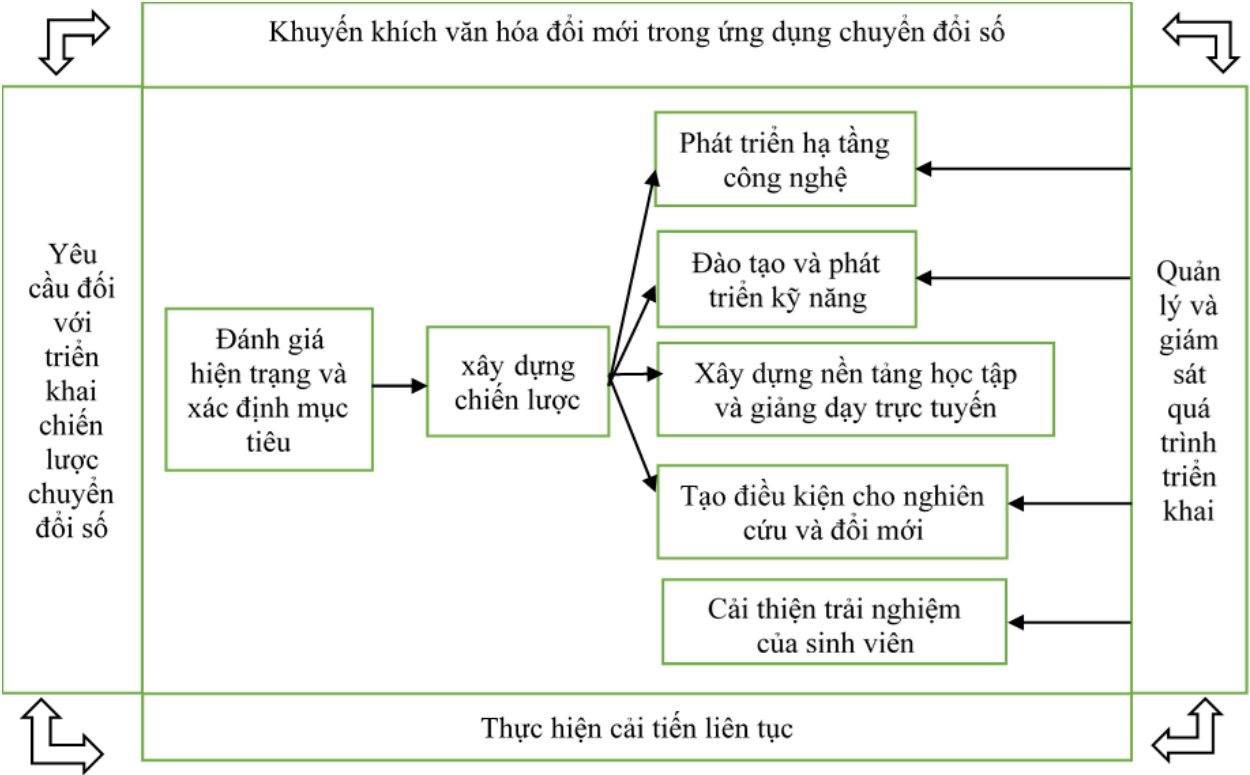 Khuyến khích văn hóa đổi mới trong ứng dụng chuyển đổi số
Yêu
cầu đối
với
triển
khai
chiến
lược
chuyển
đổi số
Đánh giá
hiện trạng và
xác định mục
tiêu
xây dựng
chiến lược
Phát triển hạ tầng
công nghệ
Đào tạo và phát
triển kỹ năng
Xây dựng nền tảng học tập
và giảng dạy trực tuyến
Tạo điều kiện cho nghiên
cứu và đổi mới
Cải thiện trải nghiệm
của sinh viên
Quản
lý và
giám
sát
quá
trình
triển
khai
Thực hiện cải tiến liên tục